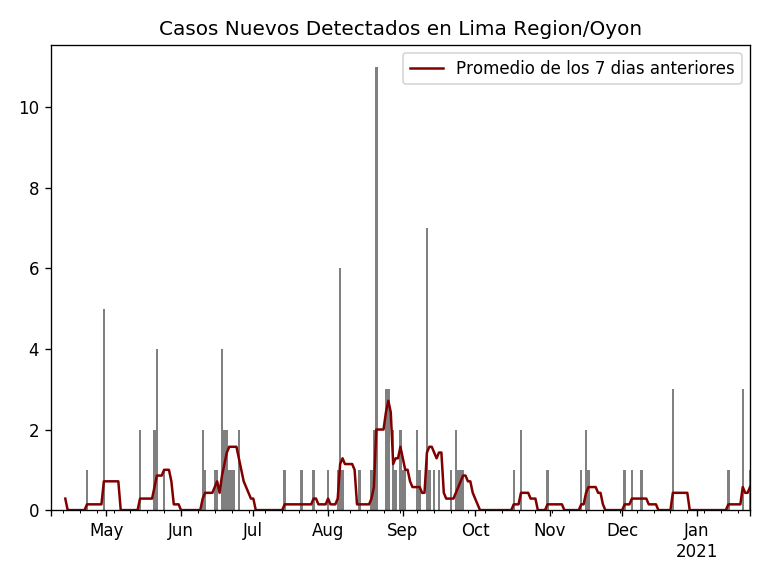 Casos Nuevos Detectados en Lima Region/Oyon
Promedio de los 7 dias anteriores
10
8
6
4
2
0
May Jun Jul Aug Sep Oct Nov Dec Jan
2021